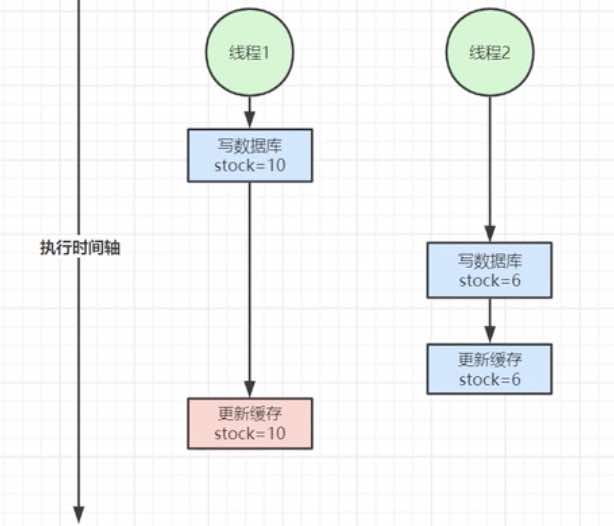 线程1
线程2
写数据库
stock=10
执行时间轴
写数据库
stock=6
更新缓存
stock=6
更新缓存
stock=10